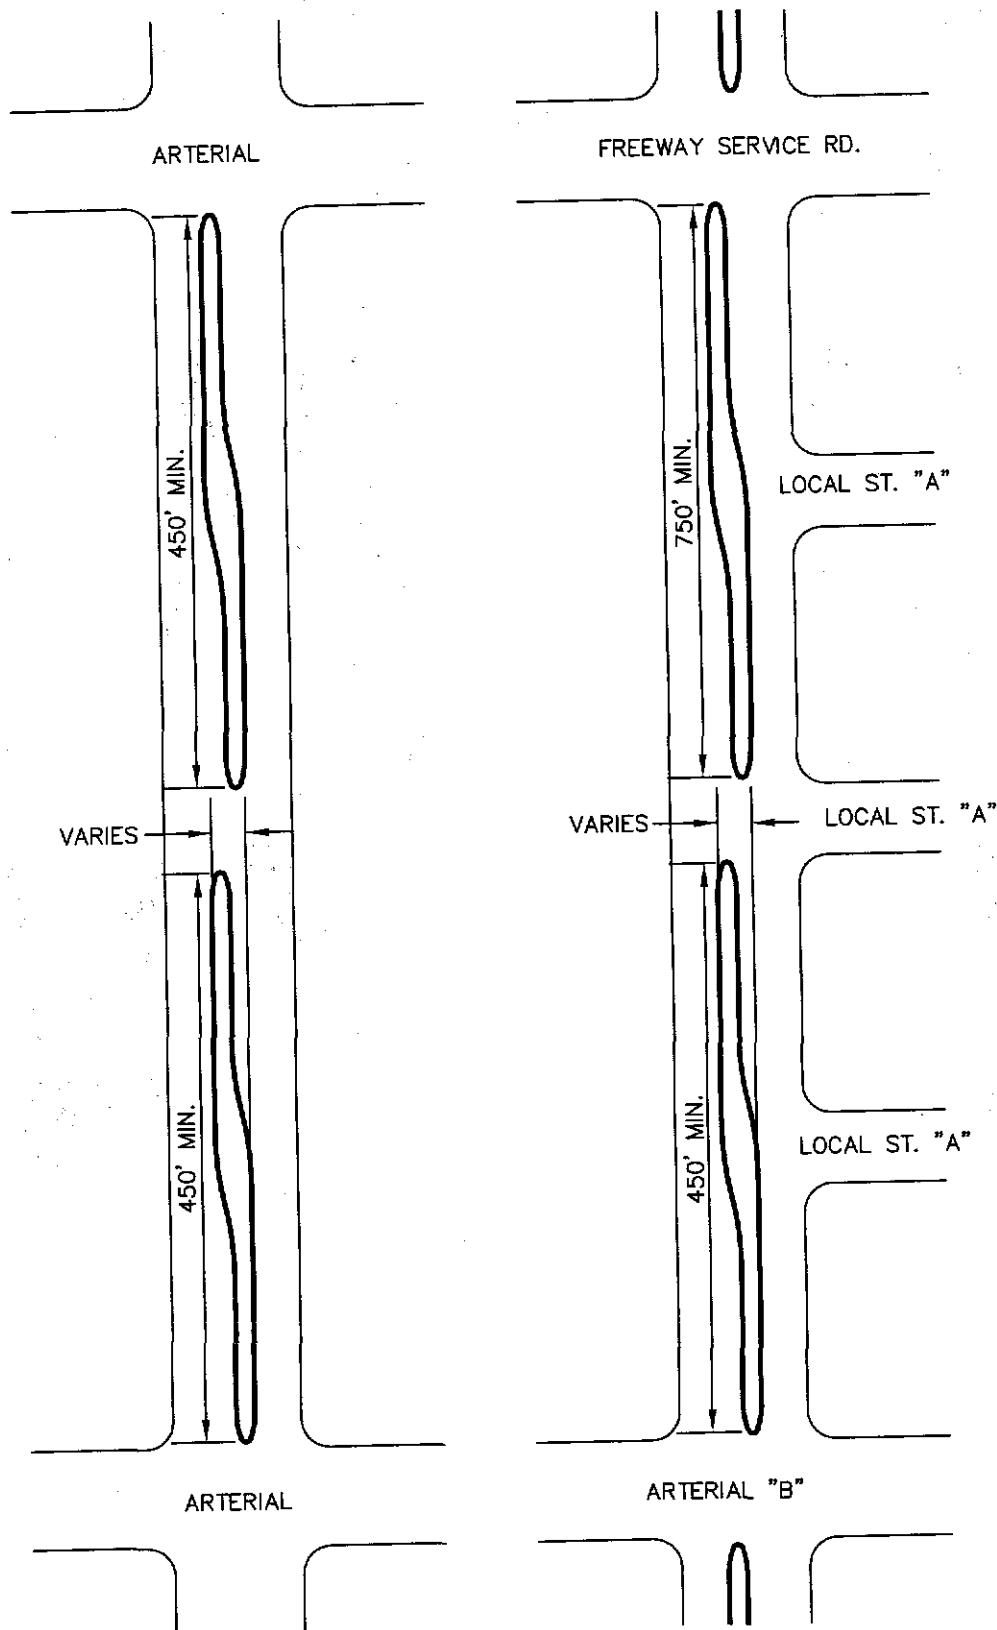 ARTERIAL
450' MIN.
VARIES
450' MIN.
ARTERIAL
FREEWAY SERVICE RD.
750' MIN.
LOCAL ST. "A"
VARIES
LOCAL ST. "A"
450' MIN.
LOCAL ST. "A"
ARTERIAL "B"